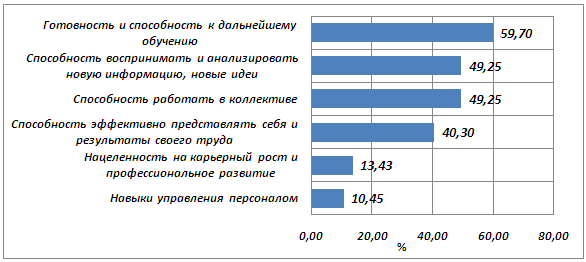 Готовность и способность к дальнейшему
обучению
59,70
Способность воспринимать и анализировать
новую информацию, новые идеи
49,25
Способность работать в коллективе
49,25
Способность эффективно представлять себя и
результаты своего труда
40,30
Нацеленность на карьерный рост и
профессиональное развитие
13,43
Навыки управления персоналом
10,45
0,00 20,00 40,00 60,00 80,00
%